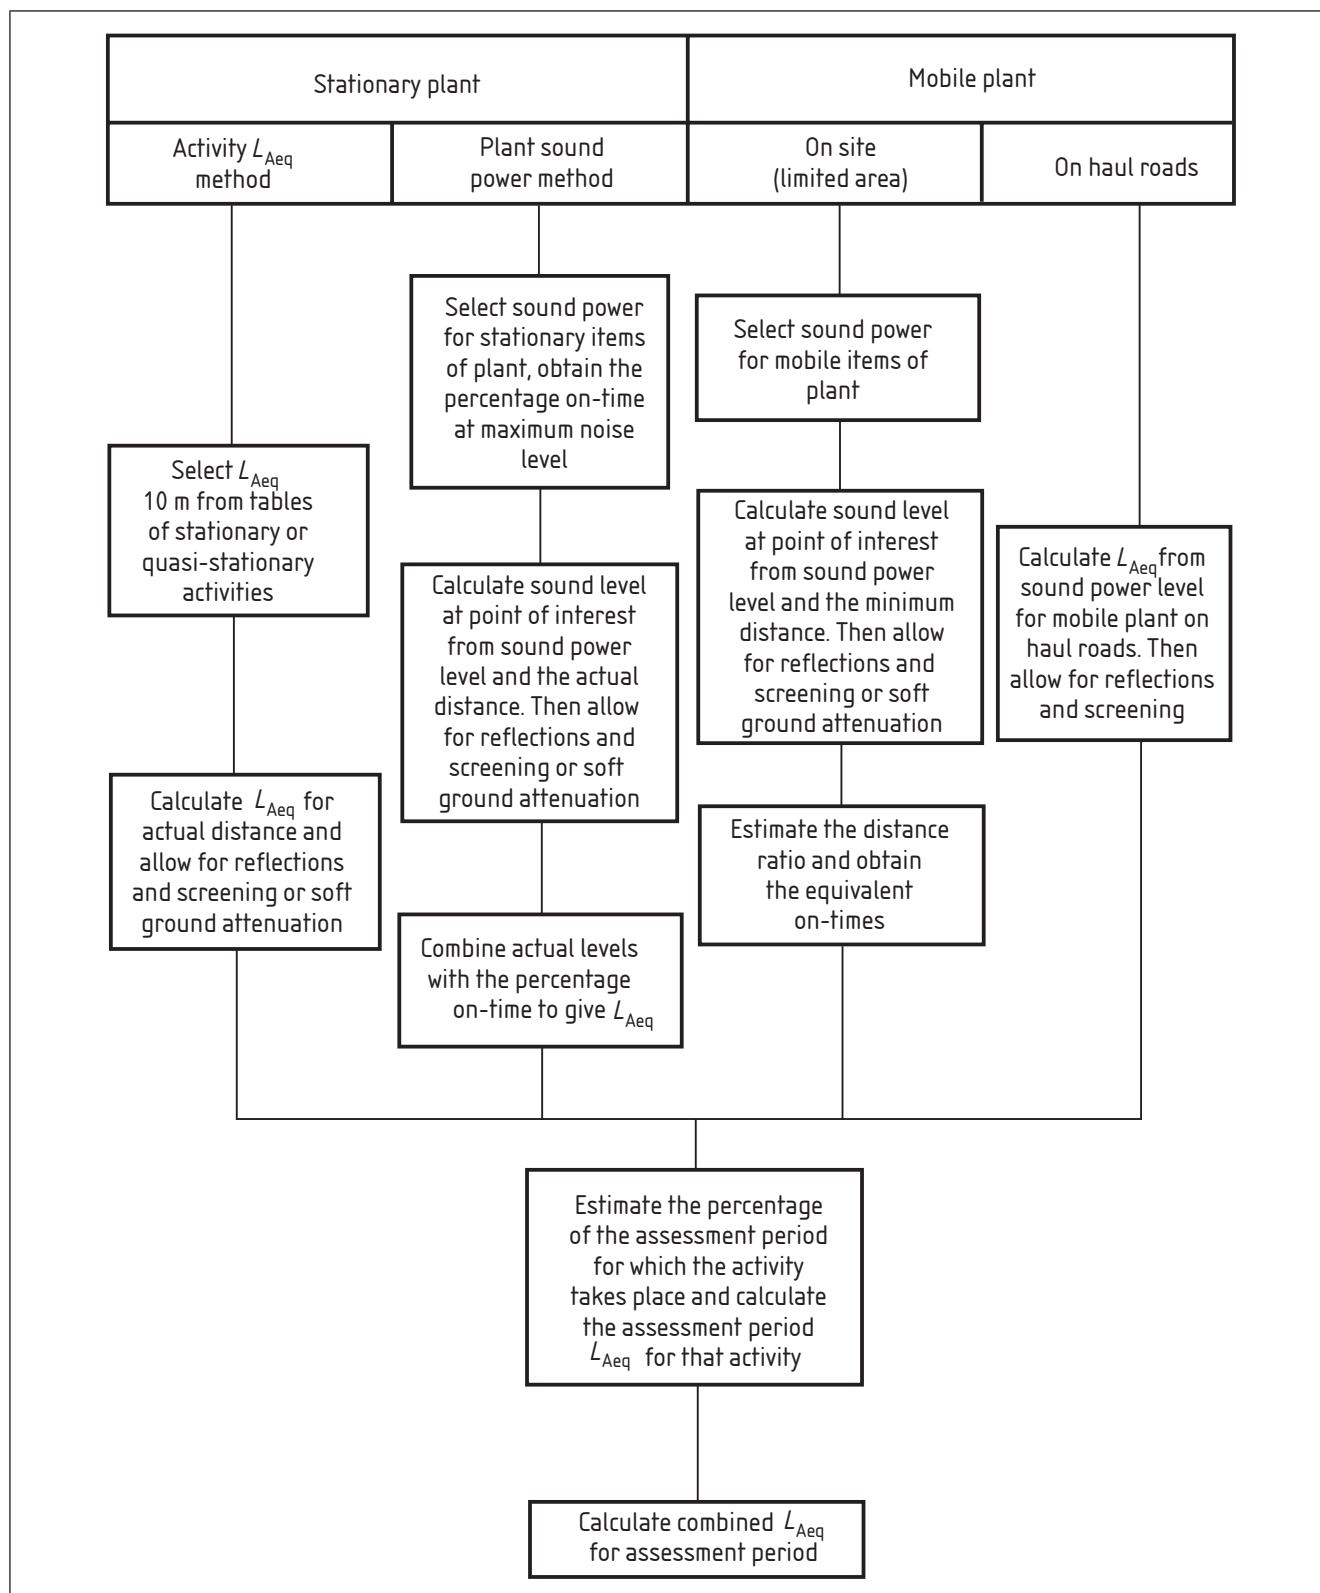 Stationary plant
Mobile plant
Activity LAeq
method
Plant sound
power method
On site
(limited area)
On haul roads
Select LAeq
10 m from tables
of stationary or
quasi-stationary
activities
Calculate LAeq for
actual distance and
allow for reflections
and screening or soft
ground attenuation
Select sound power
for stationary items
of plant, obtain the
percentage on-time
at maximum noise
level
Calculate sound level
at point of interest
from sound power
level and the actual
distance. Then allow
for reflections and
screening or soft
ground attenuation
Combine actual levels
with the percentage
on-time to give LAeq
Select sound power
for mobile items of
plant
Calculate sound level
at point of interest
from sound power
level and the minimum
distance. Then allow
for reflections and
screening or soft
ground attenuation
Estimate the distance
ratio and obtain
the equivalent
on-times
Calculate LAeq from
sound power level
for mobile plant on
haul roads. Then
allow for reflections
and screening
Estimate the percentage
of the assessment period
for which the activity
takes place and calculate
the assessment period
LAeq for that activity
Calculate combined LAeq
for assessment period